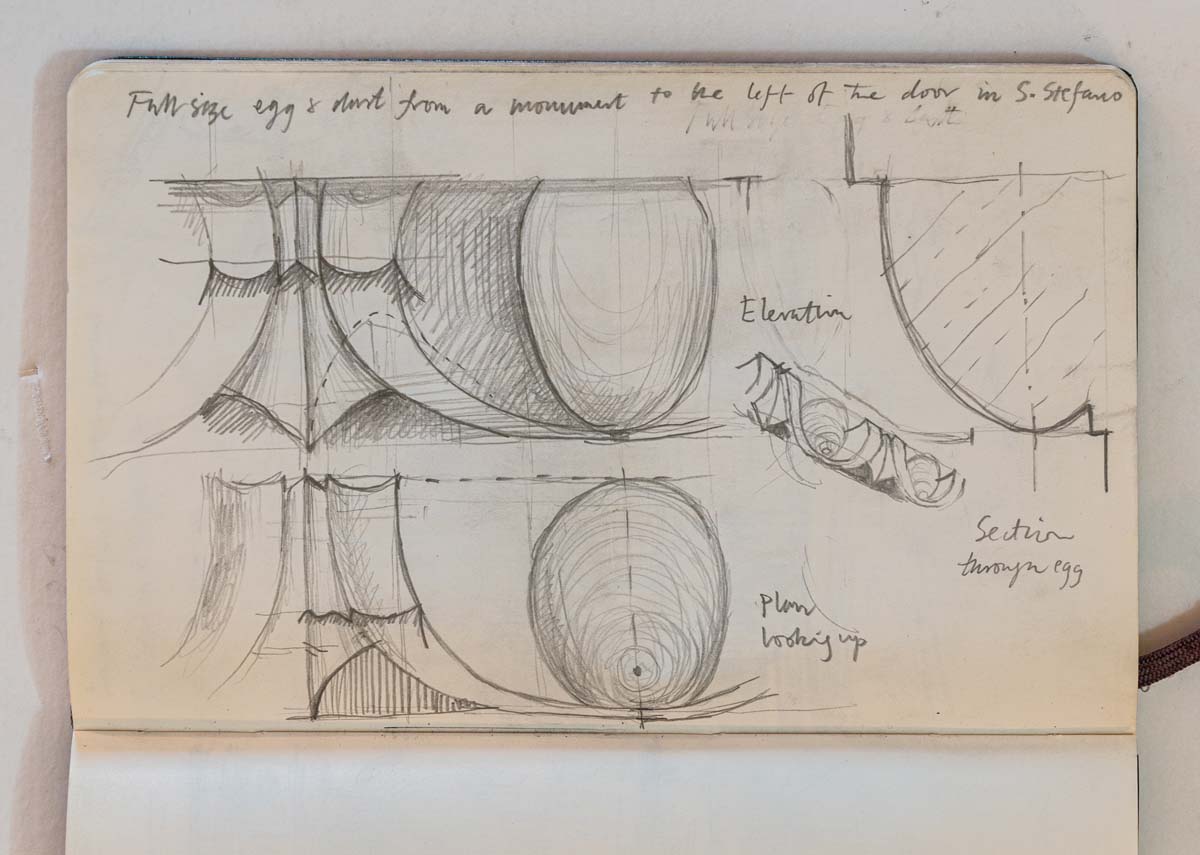 Full size egg & dart from a monument to the left of the door in S. Stefano
Full size egg & dart
Elevation
Section
through egg
Plan
looking up